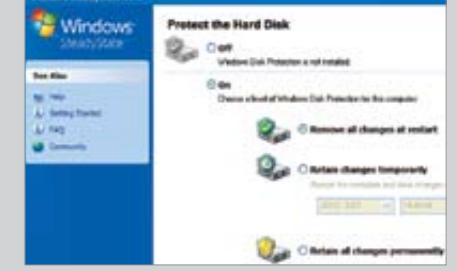 Windows
SteadyState
Protect the Hard Disk
Off
Windows Disk Protection is not installed
See Also
On
Help
Choose a level of Windows Disk Protection for this computer
Getting Started
FAQ
Community
Remove all changes at restart
Retain changes temporarily
Retain all changes permanently